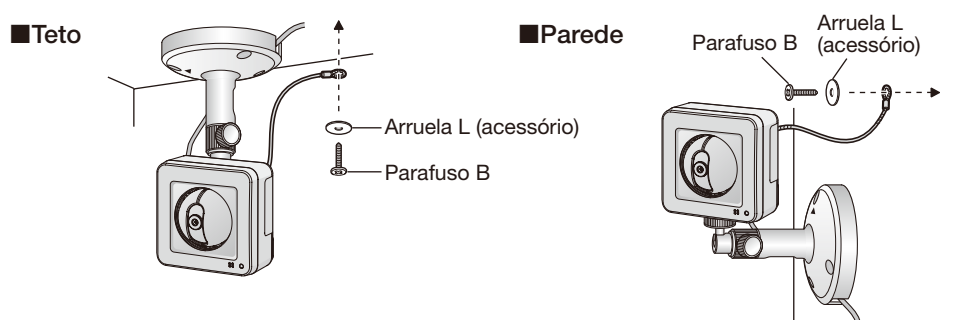 ■Teto
Arruela L (acessório)
Parafuso B
■Parede
Parafuso B
Arruela L
(acessório)